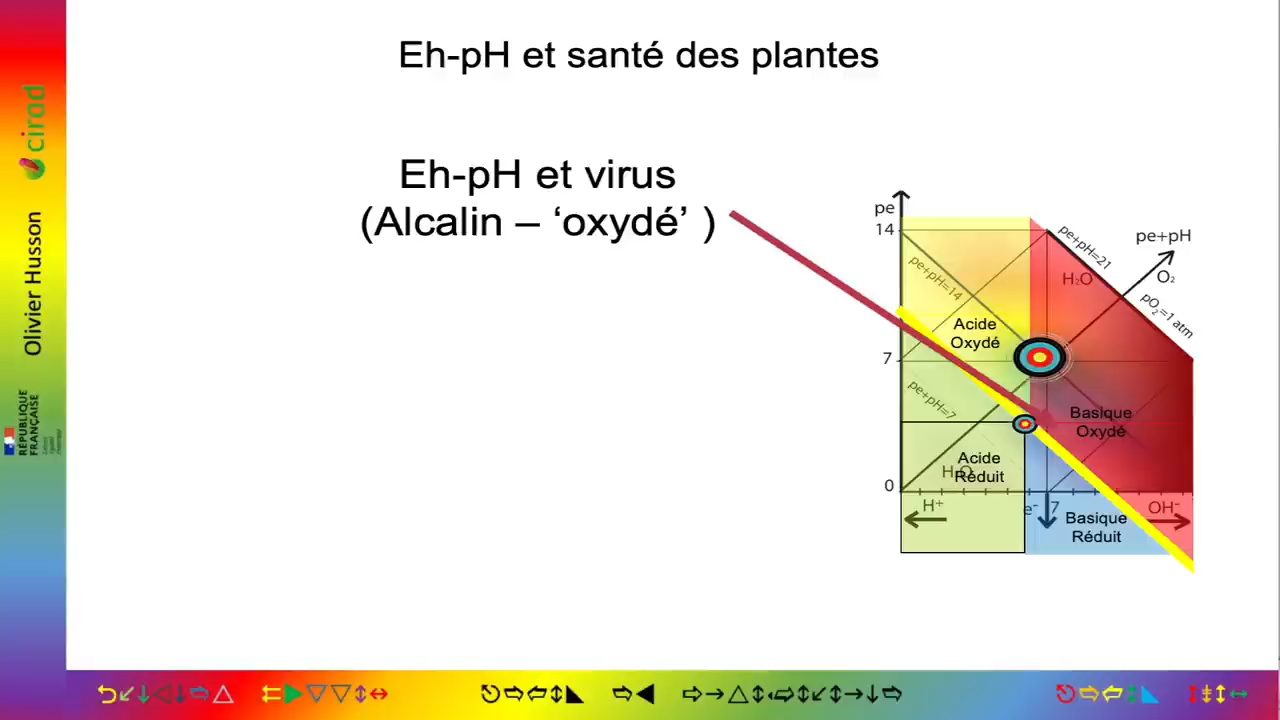 Eh-pH et santé des plantes
Eh-pH et virus
(Alcalin – ‘oxydé’ )
cirad
Olivier Husson
RÉPUBLIQUE
FRANÇAISE
pe
14
7
0
pe+pH=21
pe+pH
O₂
H₂O
pO₂=1 atm
pe+pH=14
Acide
Oxydé
pe+pH=7
Basique
Oxydé
Acide
Réduit
H₂O
H⁺
e⁻
7
OH⁻
Basique
Réduit